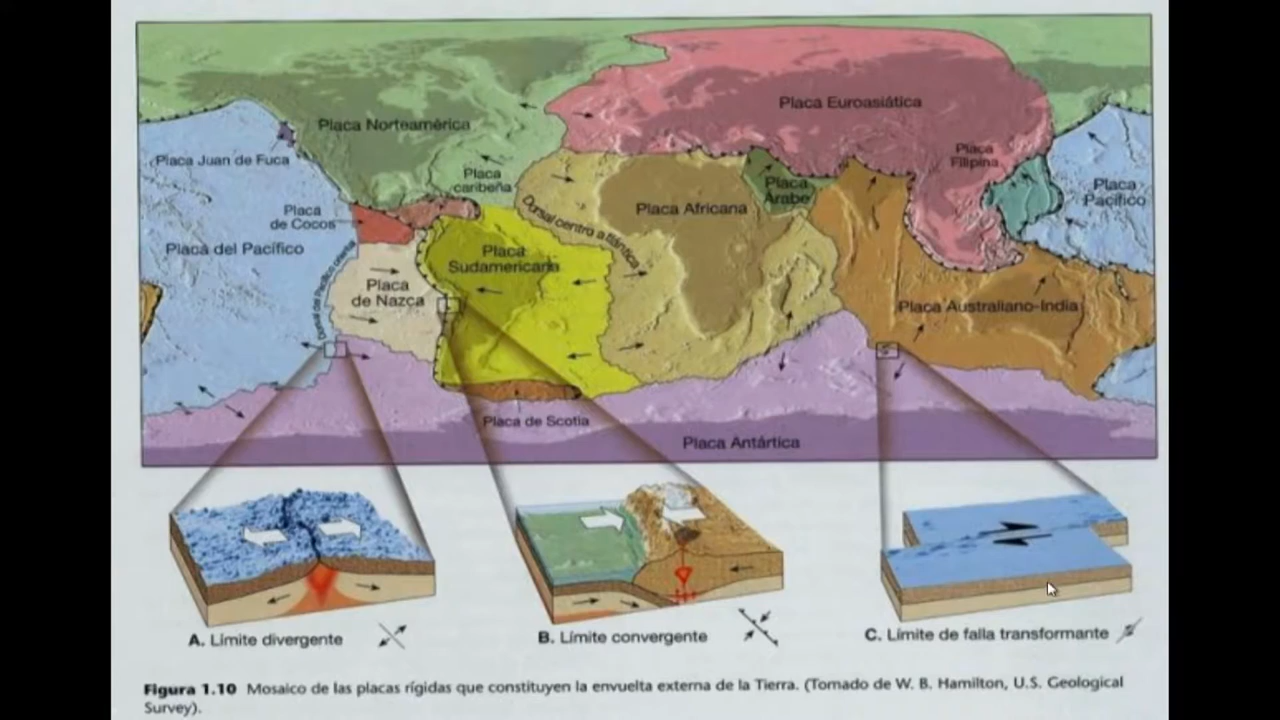 Placa Norteamérica
Placa Euroasiática
Placa Juan de Fuca
Placa
caribeña
Placa
Filipina
Placa
Árabe
Placa
Pacífico
Placa
de Cocos
Placa del Pacífico
Placa Africana
Dorsal centro atlántica
Placa
Sudamericana
Dorsal del Pacífico oriental
Placa
de Nazca
Placa Australiano-India
Placa de Scotia
Placa Antártica
A. Límite divergente
B. Límite convergente
C. Límite de falla transformante
Figura 1.10 Mosaico de las placas rígidas que constituyen la envuelta externa de la Tierra. (Tomado de W. B. Hamilton, U.S. Geological
Survey).